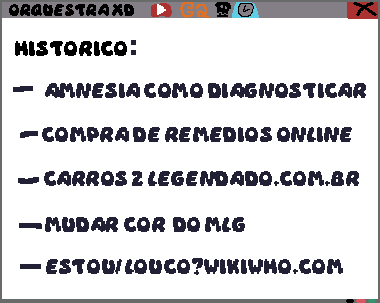 ORQUESTRAXD
HISTORICO:
— AMNESIA COMO DIAGNOSTICAR
— COMPRA DE REMEDIOS ONLINE
— CARROS 2 LEGENDADO.COM.BR
— MUDAR COR DO MLG
— ESTOU/LOUCO?WIKIWHO.COM